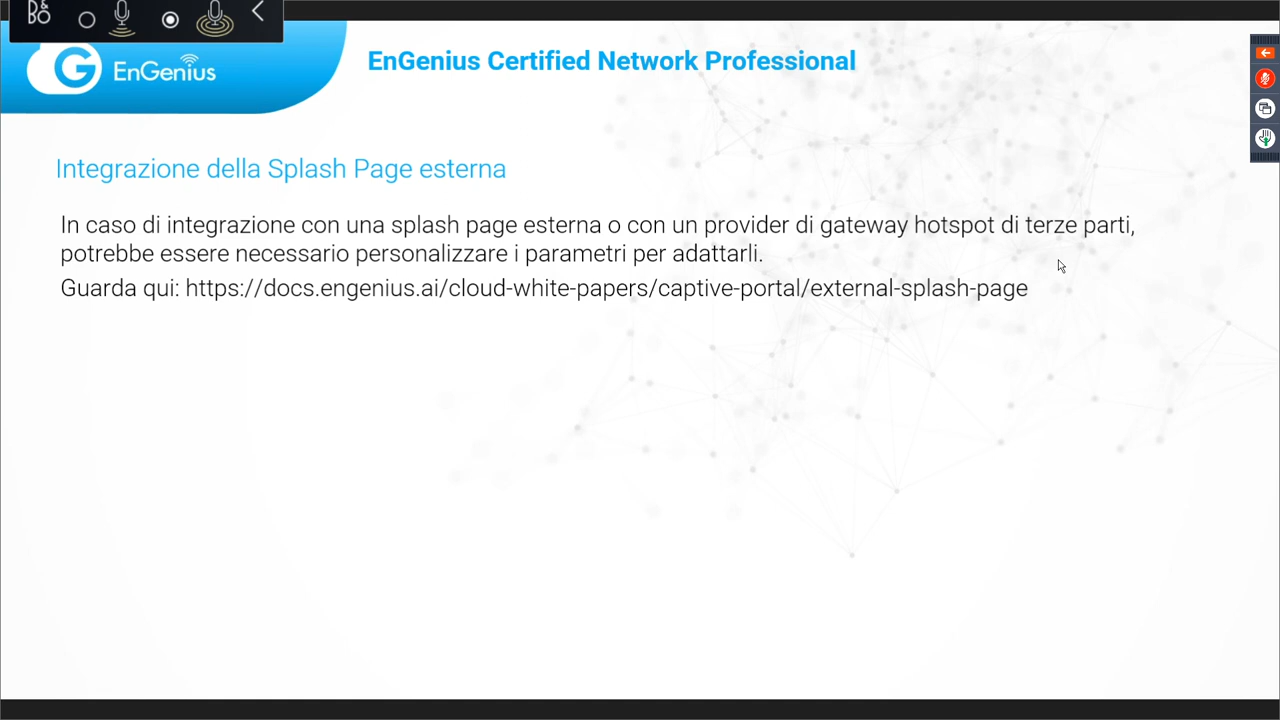 EnGenius
EnGenius Certified Network Professional
Integrazione della Splash Page esterna
In caso di integrazione con una splash page esterna o con un provider di gateway hotspot di terze parti,
potrebbe essere necessario personalizzare i parametri per adattarli.
Guarda qui: https://docs.engenius.ai/cloud-white-papers/captive-portal/external-splash-page